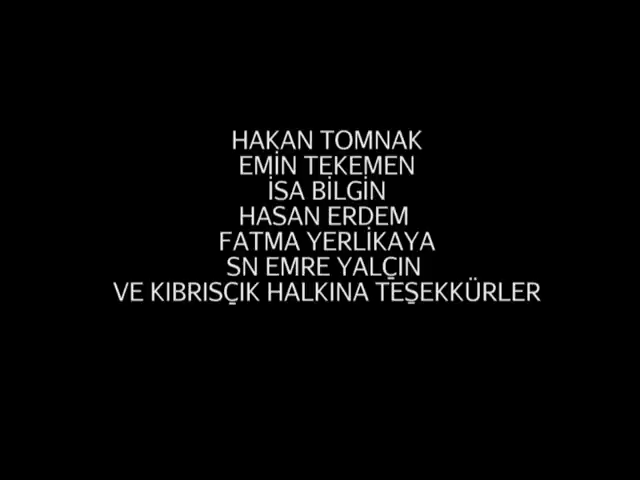 HAKAN TOMNAK
EMİN TEKEMEN
İSA BİLGİN
HASAN ERDEM
FATMA YERLİKAYA
SN EMRE YALÇIN
VE KIBRISÇIK HALKINA TEŞEKKÜRLER